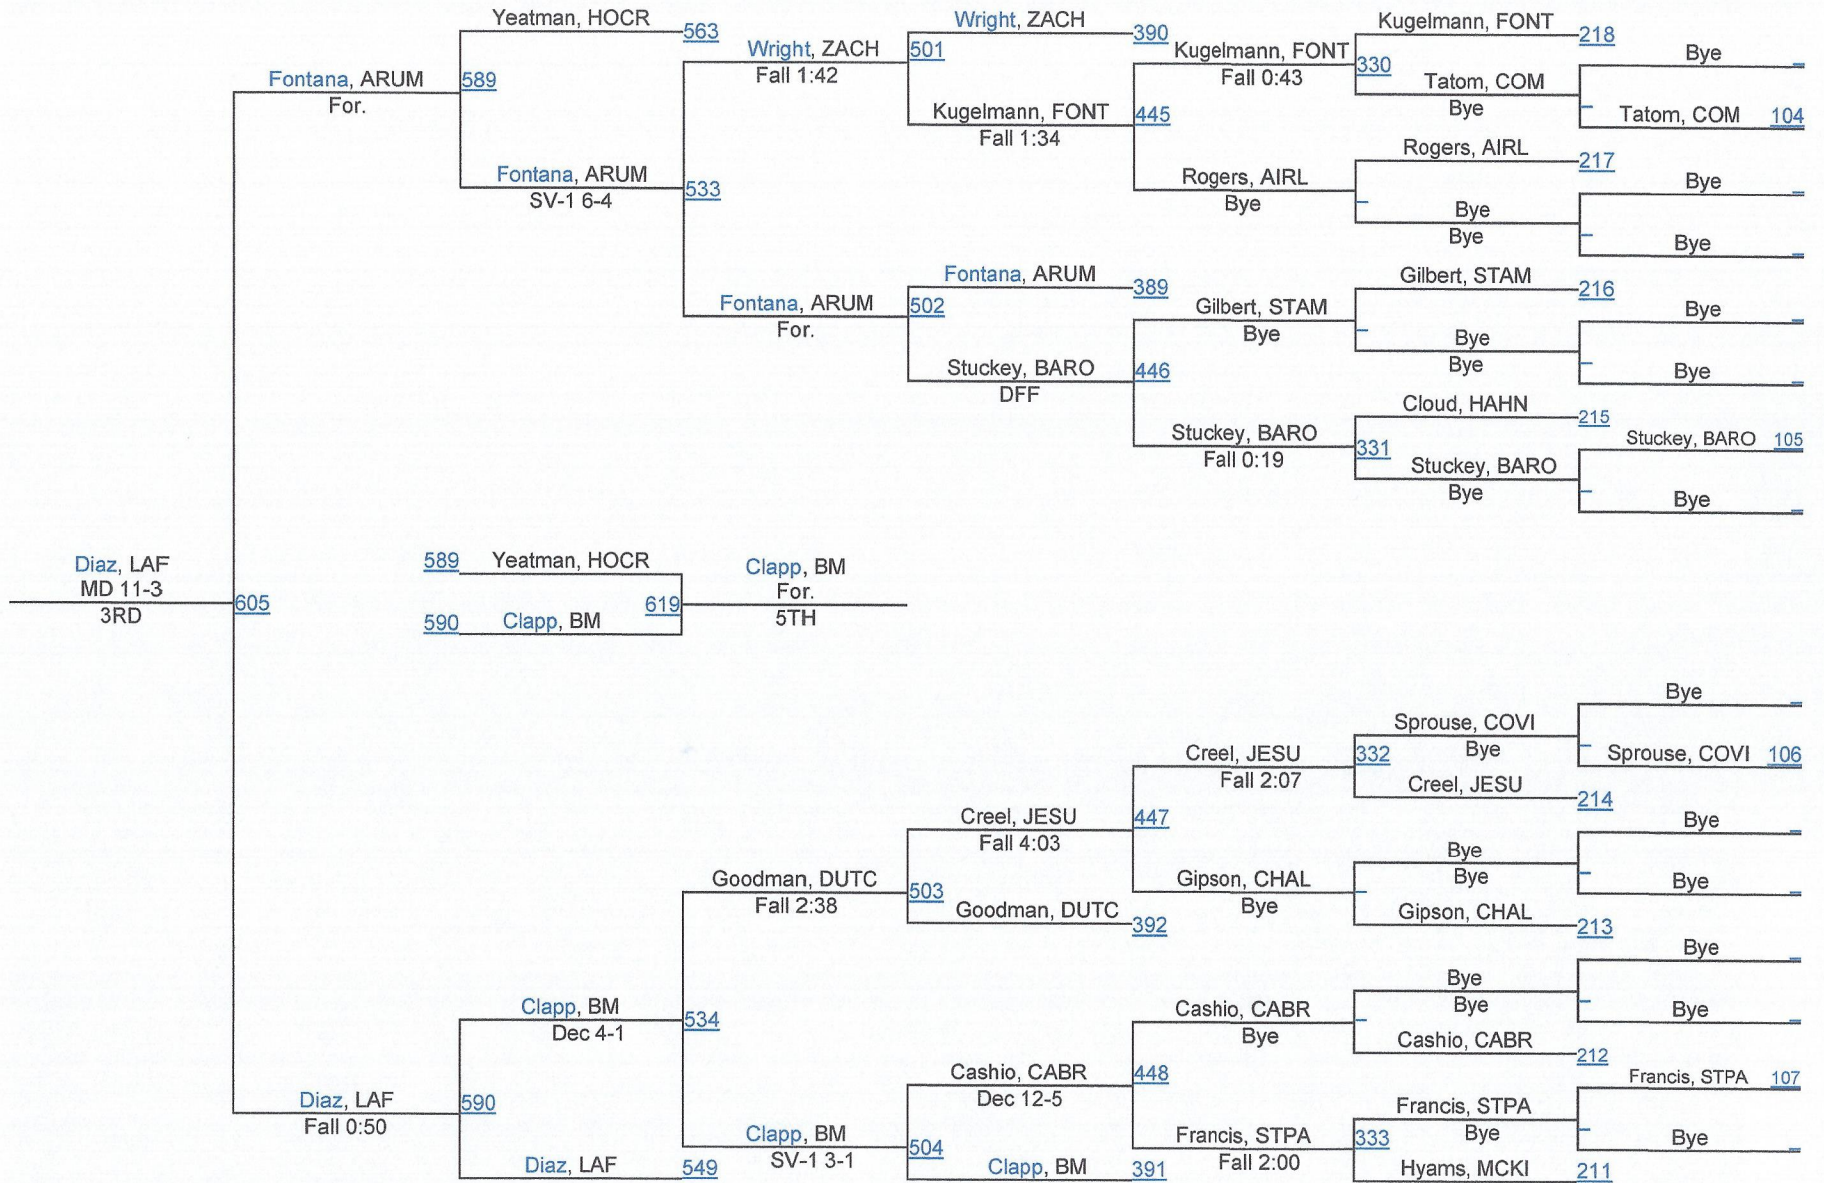 Yeatman, HOCR
563
Wright, ZACH
390
Kugelmann, FONT
218
Bye
Wright, ZACH
501
Kugelmann, FONT
330
Fall 1:42
Fall 0:43
Tatom, COM
Bye
Tatom, COM 104
Fontana, ARUM
589
For.
Kugelmann, FONT
445
Fall 1:34
Rogers, AIRL
217
Bye
Fontana, ARUM
533
SV-1 6-4
Rogers, AIRL
Bye
Bye
Bye
Bye
Fontana, ARUM
389
Gilbert, STAM
216
Bye
Fontana, ARUM
502
For.
Gilbert, STAM
Bye
Bye
Bye
Bye
Stuckey, BARO
446
DFF
Cloud, HAHN
215
Stuckey, BARO 105
Stuckey, BARO
331
Fall 0:19
Stuckey, BARO
Bye
Bye
Diaz, LAF
MD 11-3
3RD
605
589
Yeatman, HOCR
590
Clapp, BM
619
Clapp, BM
For.
5TH
Bye
Sprouse, COVI
Bye
Sprouse, COVI 106
Creel, JESU
332
Fall 2:07
Creel, JESU
214
Creel, JESU
447
Fall 4:03
Bye
Bye
Bye
Bye
Goodman, DUTC
503
Fall 2:38
Gipson, CHAL
Bye
Goodman, DUTC
392
Gipson, CHAL
213
Bye
Bye
Bye
Bye
Clapp, BM
534
Dec 4-1
Cashio, CABR
Bye
Cashio, CABR
212
Cashio, CABR
448
Dec 12-5
Francis, STPA 107
Diaz, LAF
590
Fall 0:50
Francis, STPA
Bye
Bye
Clapp, BM
504
SV-1 3-1
Francis, STPA
333
Fall 2:00
Diaz, LAF
549
Clapp, BM
391
Hyams, MCKI
211